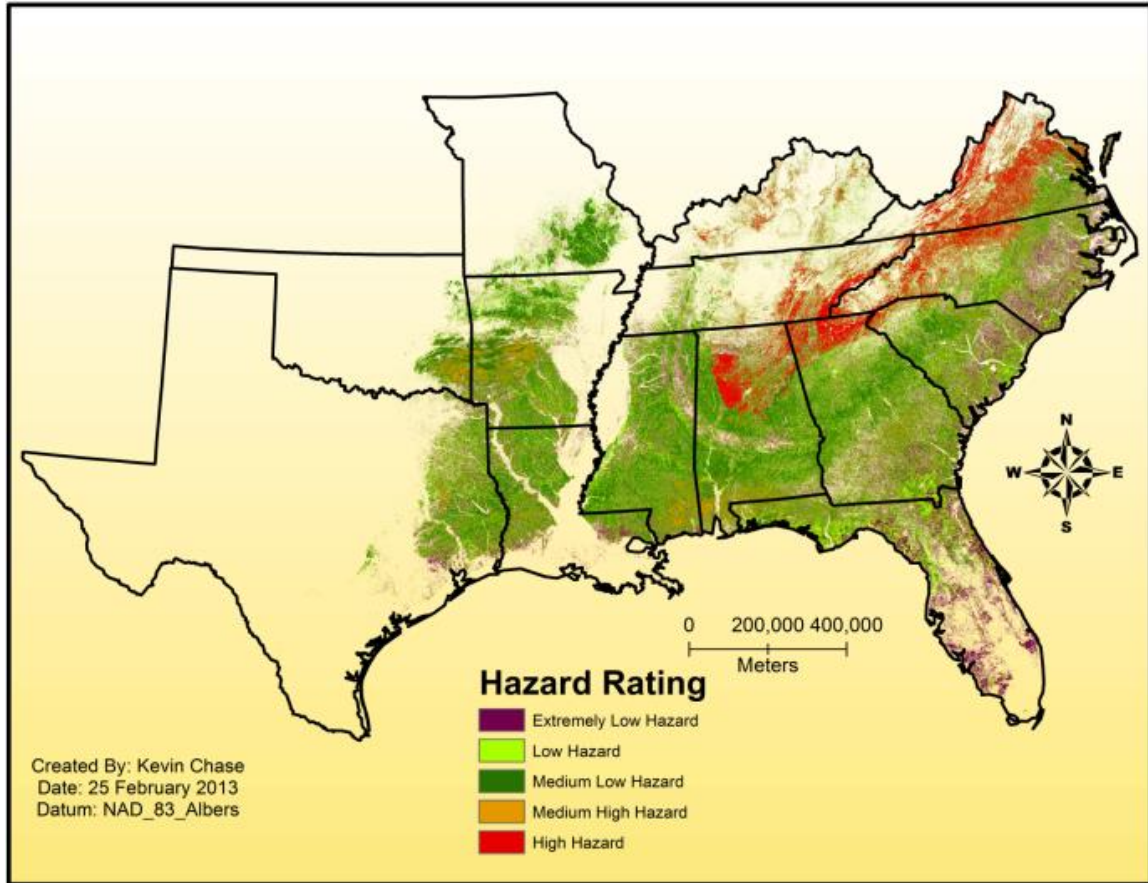 N
W
E
S
0
200,000
400,000
Meters
Hazard Rating
Extremely Low Hazard
Low Hazard
Medium Low Hazard
Medium High Hazard
High Hazard
Created By: Kevin Chase
Date: 25 February 2013
Datum: NAD_83_Albers